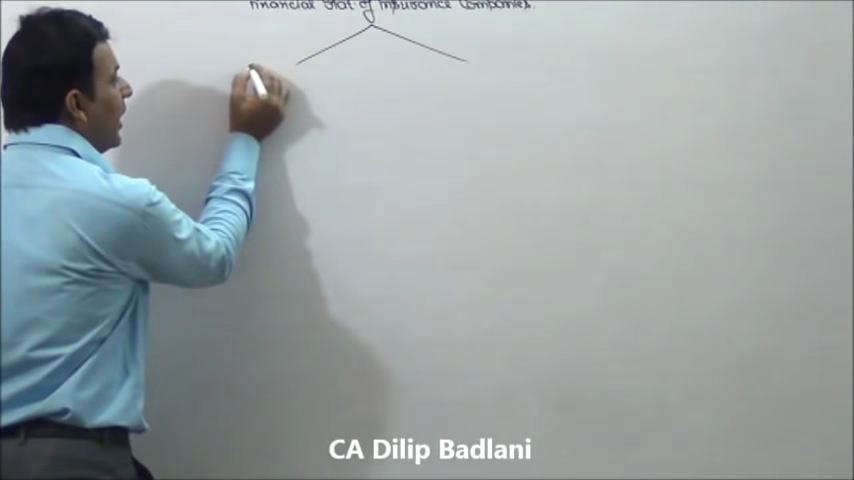 Financial Stat. of Insurance Companies.
CA Dilip Badlani